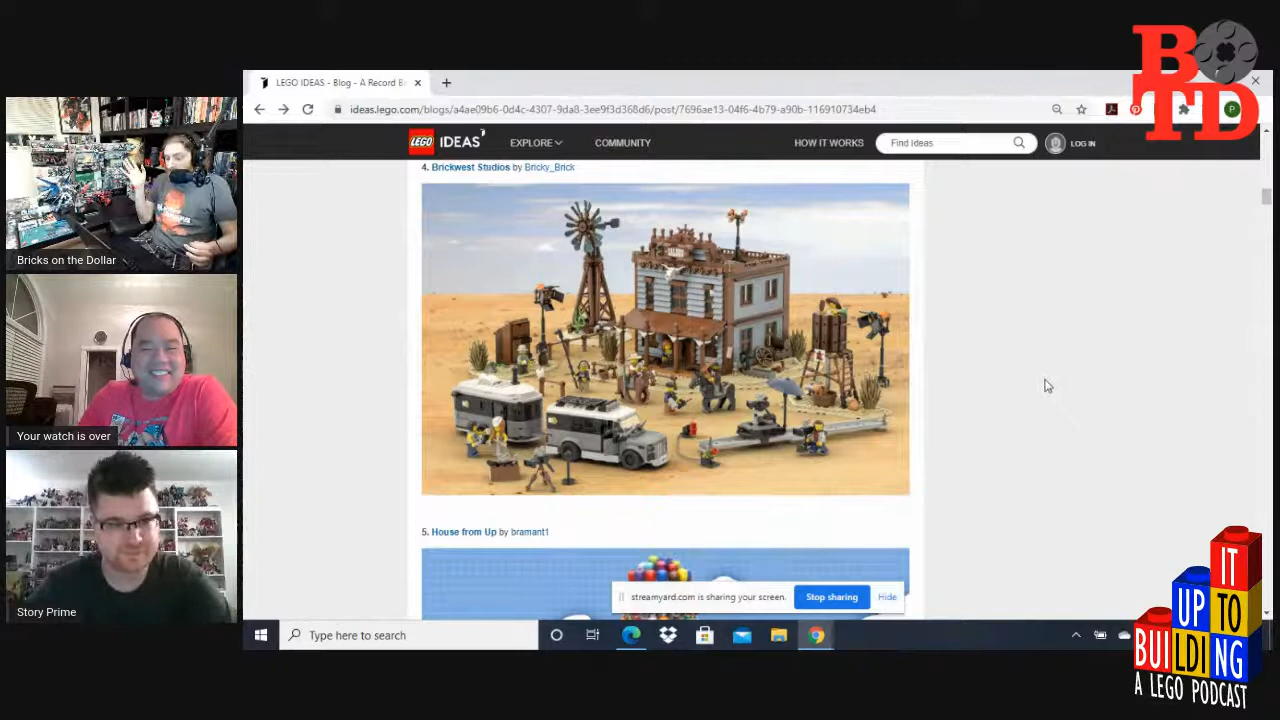 B
TD
LEGO IDEAS - Blog - A Record B
ideas.lego.com/blogs/a4ae09b6-0d4c-4307-9da8-3ee9f3d368d6/post/7696ae13-04f6-4b79-a90b-116910734eb4
P
LEGO IDEAS
EXPLORE
COMMUNITY
HOW IT WORKS
Find Ideas
LOG IN
4. Brickwest Studios by Bricky_Brick
5. House from Up by bramant1
streamyard.com is sharing your screen.
Stop sharing
Hide
Type here to search
Bricks on the Dollar
Your watch is over
Story Prime
IT
UP TO
BUILDING
A LEGO PODCAST